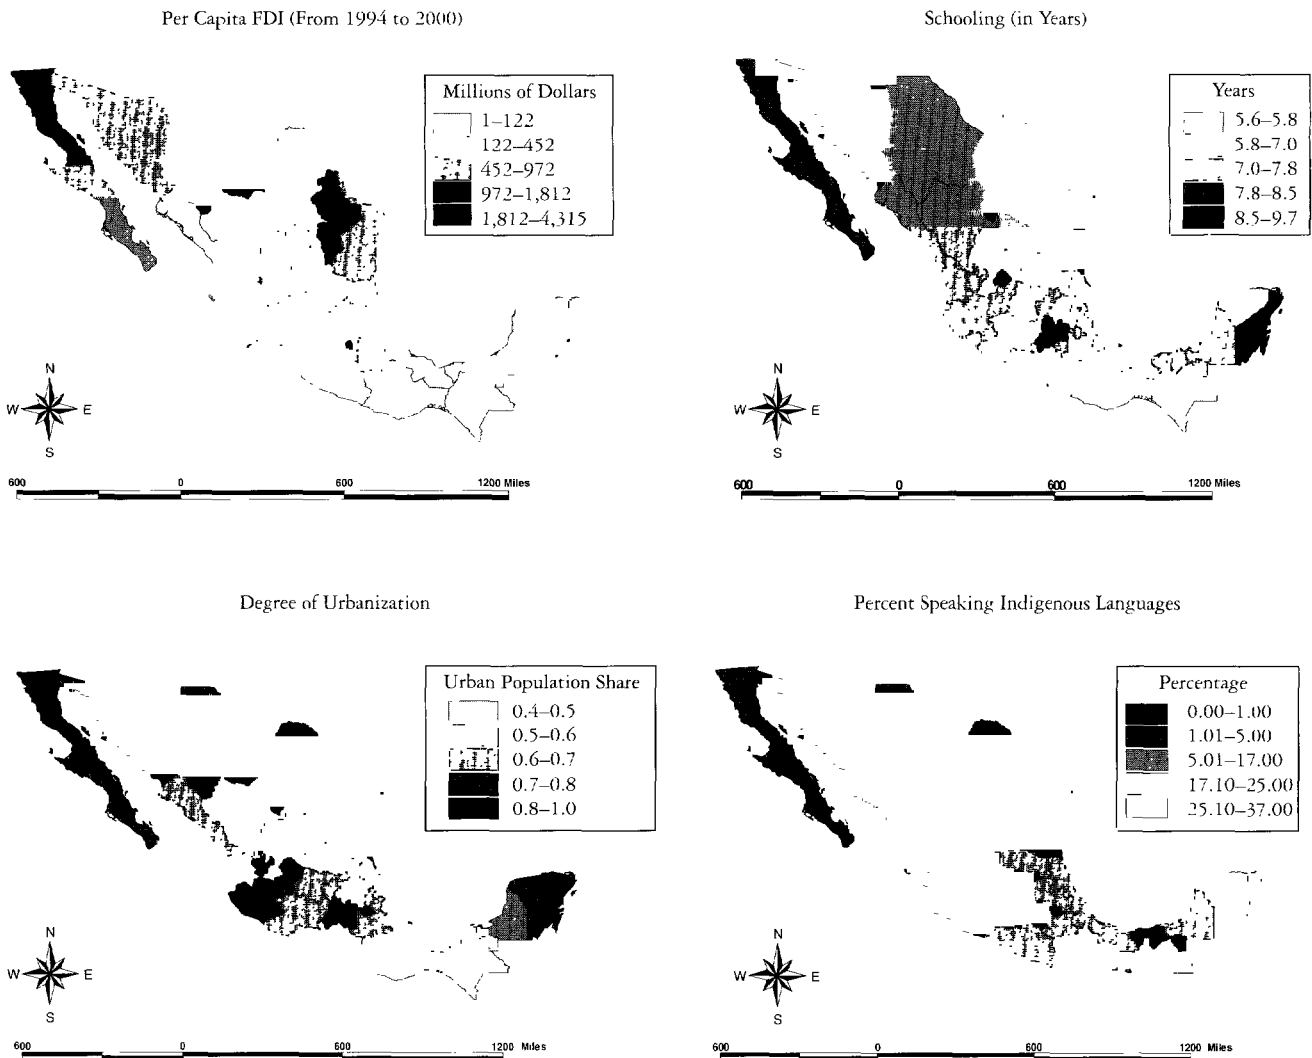 Per Capita FDI (From 1994 to 2000)
Millions of Dollars
1–122
122–452
452–972
972–1,812
1,812–4,315
N
W E
S
600 0 600 1200 Miles
Schooling (in Years)
Years
5.6–5.8
5.8–7.0
7.0–7.8
7.8–8.5
8.5–9.7
N
W E
S
600 0 600 1200 Miles
Degree of Urbanization
Urban Population Share
0.4–0.5
0.5–0.6
0.6–0.7
0.7–0.8
0.8–1.0
N
W E
S
600 0 600 1200 Miles
Percent Speaking Indigenous Languages
Percentage
0.00–1.00
1.01–5.00
5.01–17.00
17.10–25.00
25.10–37.00
N
W E
S
600 0 600 1200 Miles